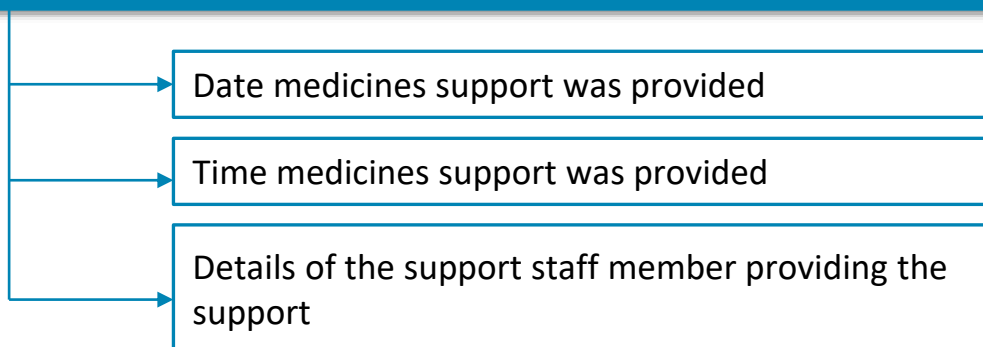 Date medicines support was provided
Time medicines support was provided
Details of the support staff member providing the
support